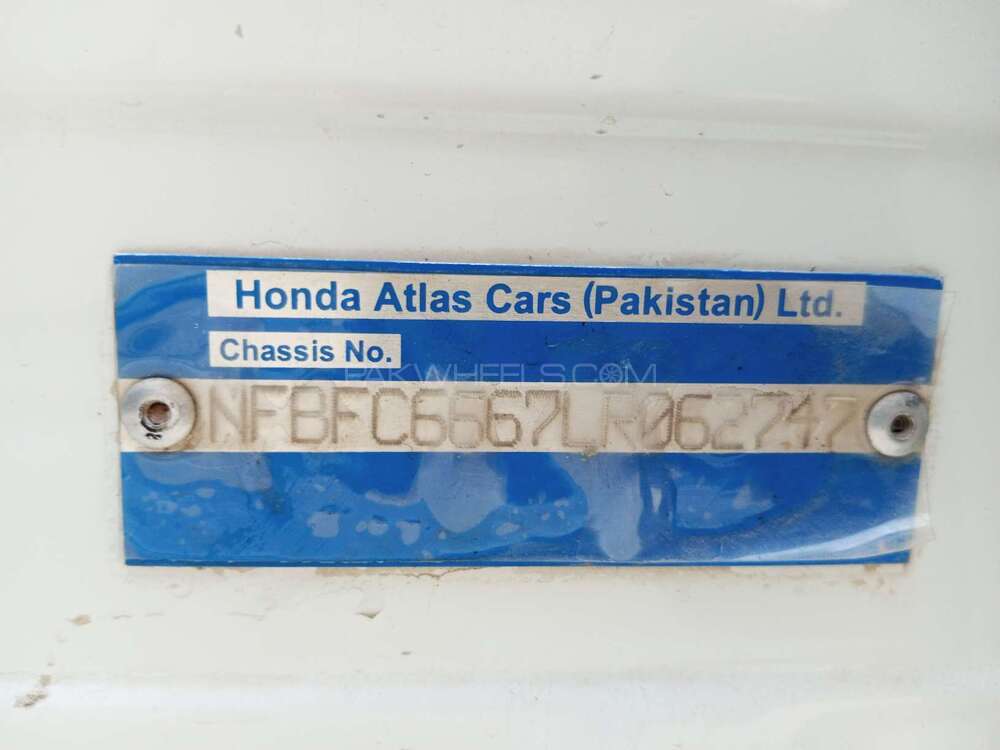 Honda Atlas Cars (Pakistan) Ltd.
Chassis No.
PAKWHEELS.COM
NFBFC6667LR062747